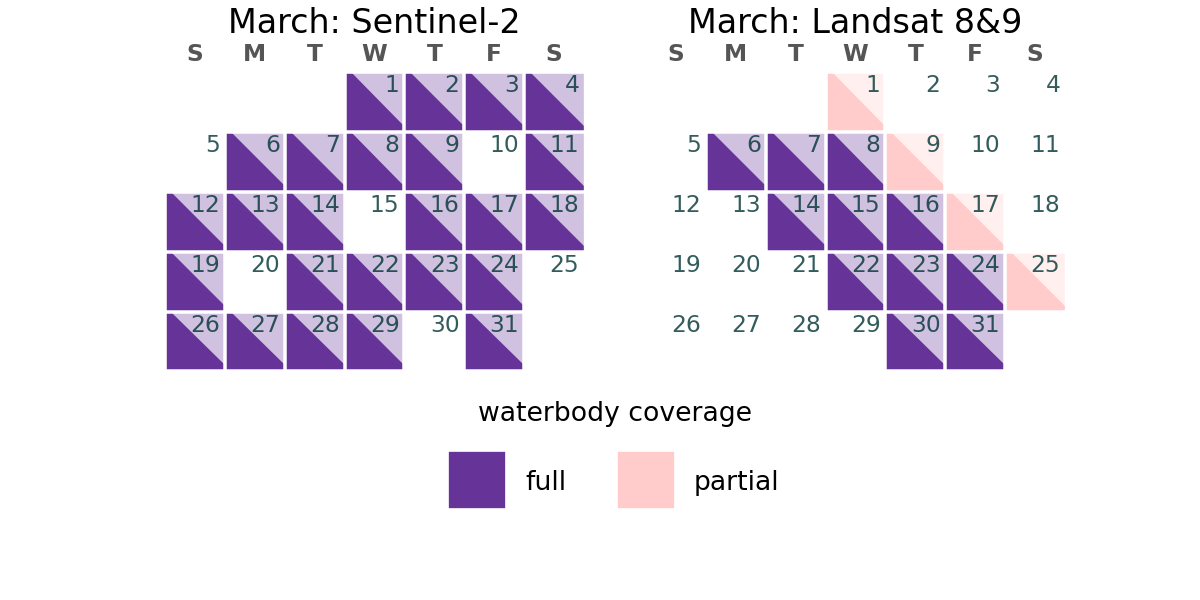 March: Sentinel-2
S M T W T F S
1 2 3 4
5 6 7 8 9 10 11
12 13 14 15 16 17 18
19 20 21 22 23 24 25
26 27 28 29 30 31
March: Landsat 8&9
S M T W T F S
1 2 3 4
5 6 7 8 9 10 11
12 13 14 15 16 17 18
19 20 21 22 23 24 25
26 27 28 29 30 31
waterbody coverage
full
partial